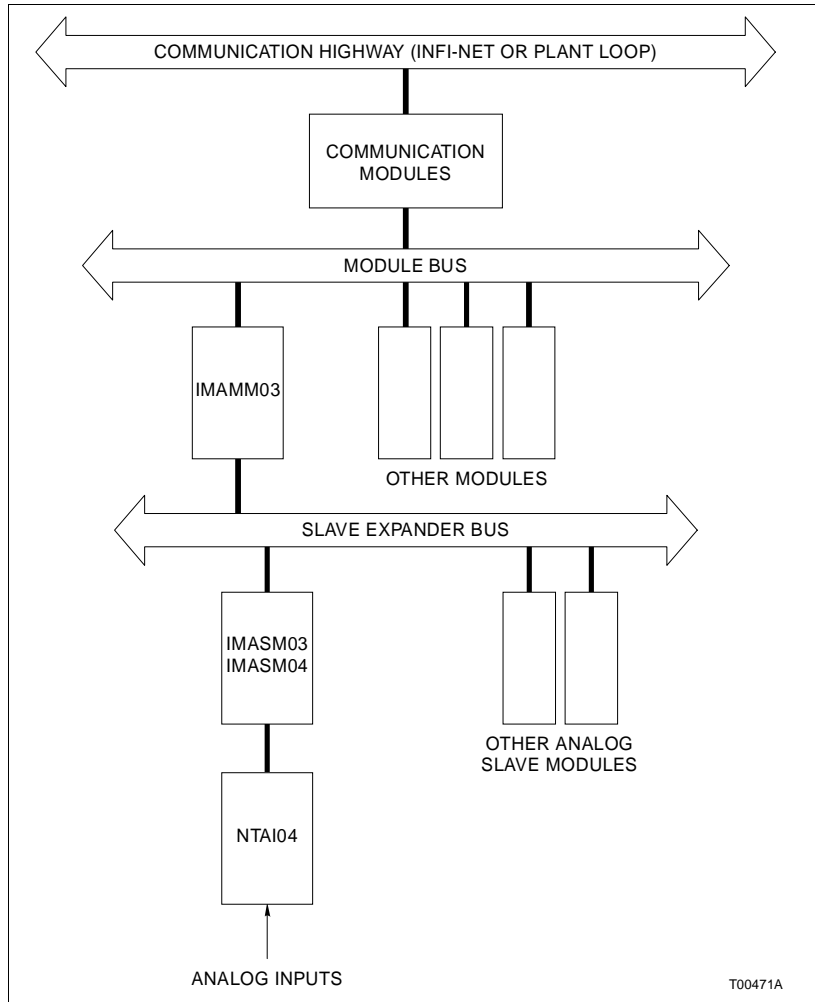 COMMUNICATION HIGHWAY (INFI-NET OR PLANT LOOP)
COMMUNICATION
MODULES
MODULE BUS
IMAMM03
OTHER MODULES
SLAVE EXPANDER BUS
IMASM03
IMASM04
OTHER ANALOG
SLAVE MODULES
NTAI04
ANALOG INPUTS
T00471A